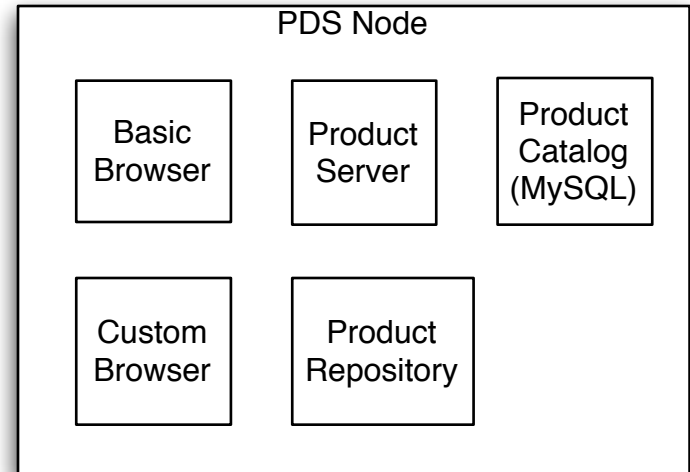 PDS Node
Basic
Browser
Product
Server
Product
Catalog
(MySQL)
Custom
Browser
Product
Repository